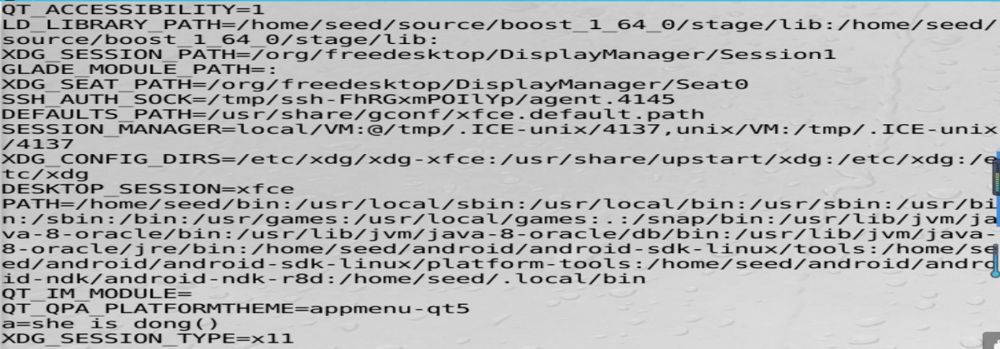 QT_ACCESSIBILITY=1
LD_LIBRARY_PATH=/home/seed/source/boost_1_64_0/stage/lib:/home/seed/
source/boost_1_64_0/stage/lib:
XDG_SESSION_PATH=/org/freedesktop/DisplayManager/Session1
GLADE_MODULE_PATH=:
XDG_SEAT_PATH=/org/freedesktop/DisplayManager/Seat0
SSH_AUTH_SOCK=/tmp/ssh-FhRGxmPOIlYp/agent.4145
DEFAULTS_PATH=/usr/share/gconf/xfce.default.path
SESSION_MANAGER=local/VM:@/tmp/.ICE-unix/4137,unix/VM:/tmp/.ICE-unix
/4137
XDG_CONFIG_DIRS=/etc/xdg/xdg-xfce:/usr/share/upstart/xdg:/etc/xdg:/e
tc/xdg
DESKTOP_SESSION=xfce
PATH=/home/seed/bin:/usr/local/sbin:/usr/local/bin:/usr/sbin:/usr/bi
n:/sbin:/bin:/usr/games:/usr/local/games:.:/snap/bin:/usr/lib/jvm/ja
va-8-oracle/bin:/usr/lib/jvm/java-8-oracle/db/bin:/usr/lib/jvm/java-
8-oracle/jre/bin:/home/seed/android/android-sdk-linux/tools:/home/se
ed/android/android-sdk-linux/platform-tools:/home/seed/android/andro
id-ndk/android-ndk-r8d:/home/seed/.local/bin
QT_IM_MODULE=
QT_QPA_PLATFORMTHEME=appmenu-qt5
a=she is dong()
XDG_SESSION_TYPE=x11